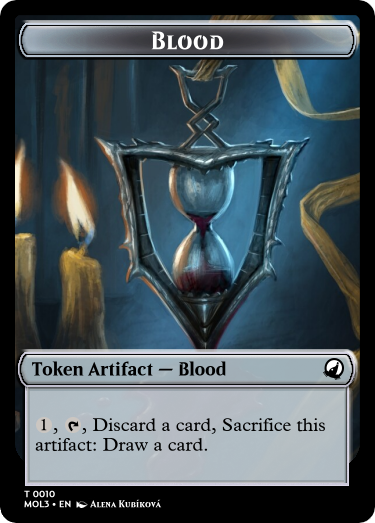 Blood
Token Artifact — Blood
1, , Discard a card, Sacrifice this
artifact: Draw a card.
T 0010
MOL3 • EN Alena Kubíková